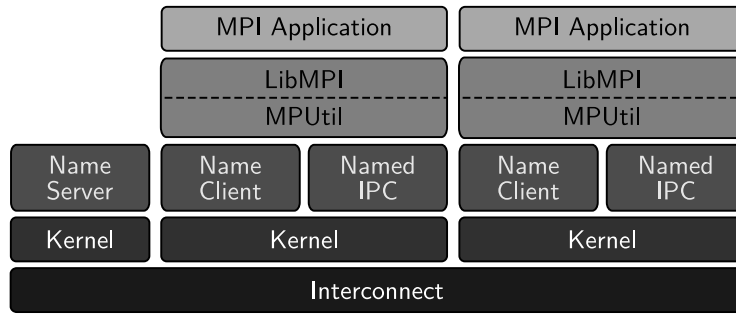 MPI Application MPI Application
LibMPI LibMPI
MPUtil MPUtil
Name Name Named Name Named
Server Client IPC Client IPC
Kernel Kernel Kernel
Interconnect